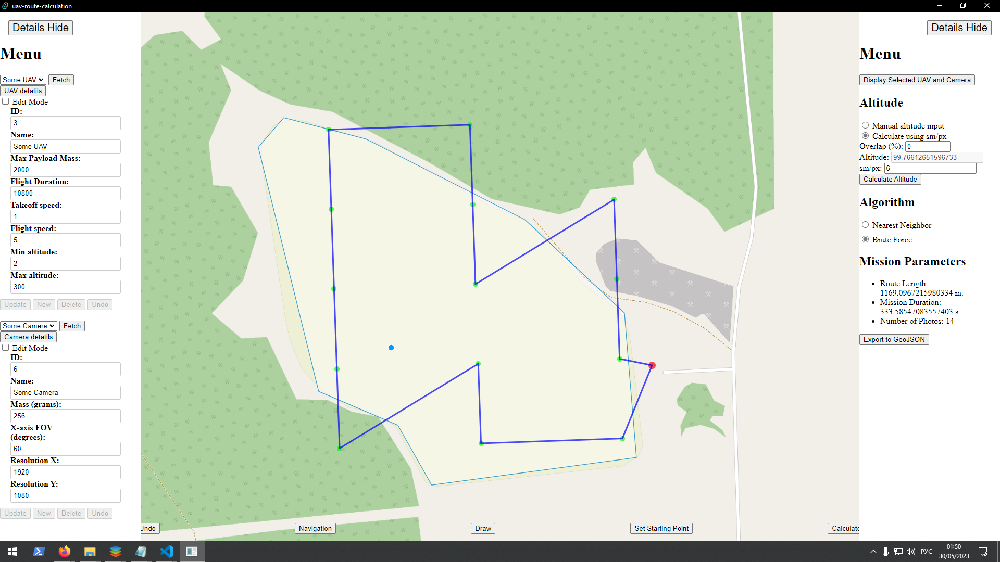 uav-route-calculation
Details Hide
Menu
Some UAV
Fetch
UAV detatils
Edit Mode
ID:
3
Name:
Some UAV
Max Payload Mass:
2000
Flight Duration:
10800
Takeoff speed:
1
Flight speed:
5
Min altitude:
2
Max altitude:
300
Update New Delete Undo
Some Camera
Fetch
Camera detatils
Edit Mode
ID:
6
Name:
Some Camera
Mass (grams):
256
X-axis FOV
(degrees):
60
Resolution X:
1920
Resolution Y:
1080
Update New Delete Undo
Undo
Navigation
Draw
Set Starting Point
Calculate
Details Hide
Menu
Display Selected UAV and Camera
Altitude
Manual altitude input
Calculate using sm/px
Overlap (%): 0
Altitude: 99.76612651596733
sm/px: 6
Calculate Altitude
Algorithm
Nearest Neighbor
Brute Force
Mission Parameters
Route Length:
1169.0967215980334 m.
Mission Duration:
333.58547083557403 s.
Number of Photos: 14
Export to GeoJSON
РУС
01:50
30/05/2023